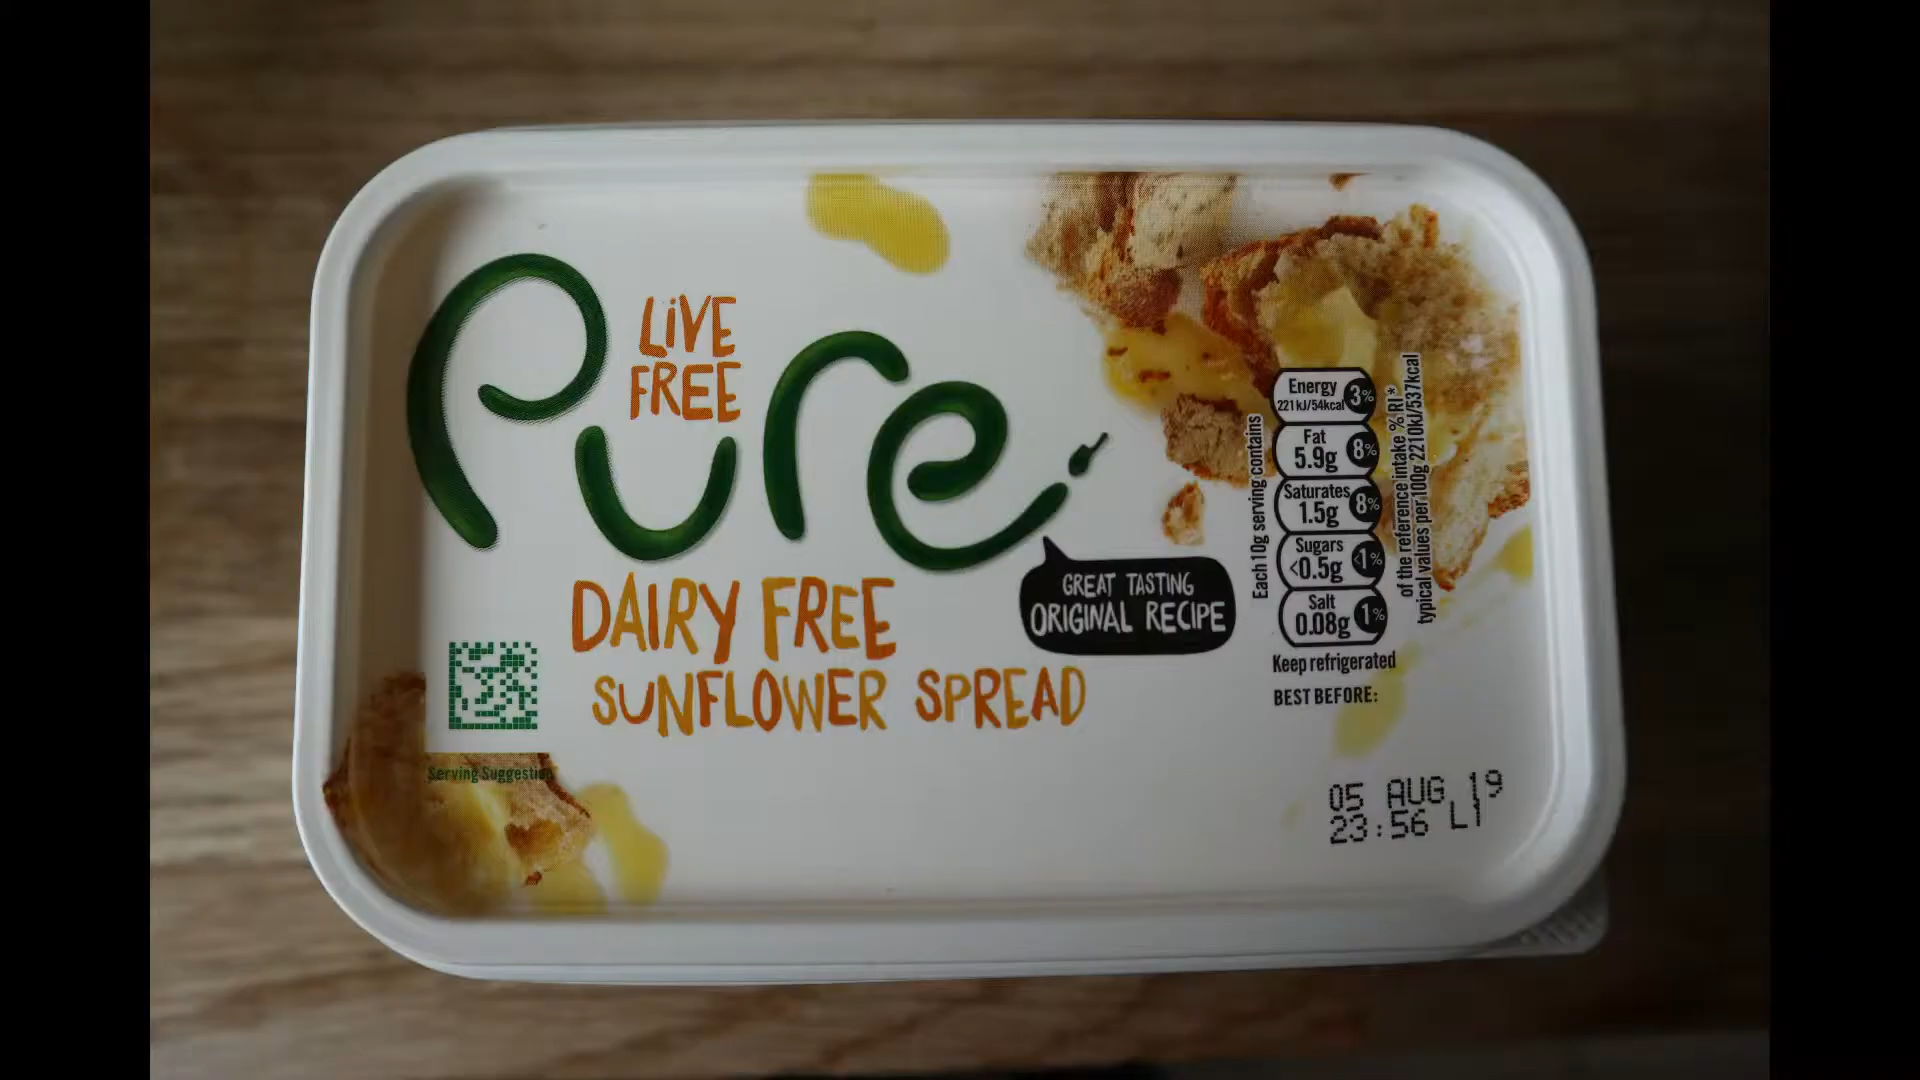 LiVE
FREE
Pure
DAIRY FREE
SUNFLOWER SPREAD
GREAT TASTING
ORIGINAL RECIPE
Serving Suggestion
Each 10g serving contains
Energy
221kJ/54kcal 3%
Fat
5.9g 8%
Saturates
1.5g 8%
Sugars
<0.5g <1%
Salt
0.08g 1%
of the reference intake % RI*
typical values per 100g 2210kJ/537kcal
Keep refrigerated
BEST BEFORE:
05 AUG 19
23:56 L1